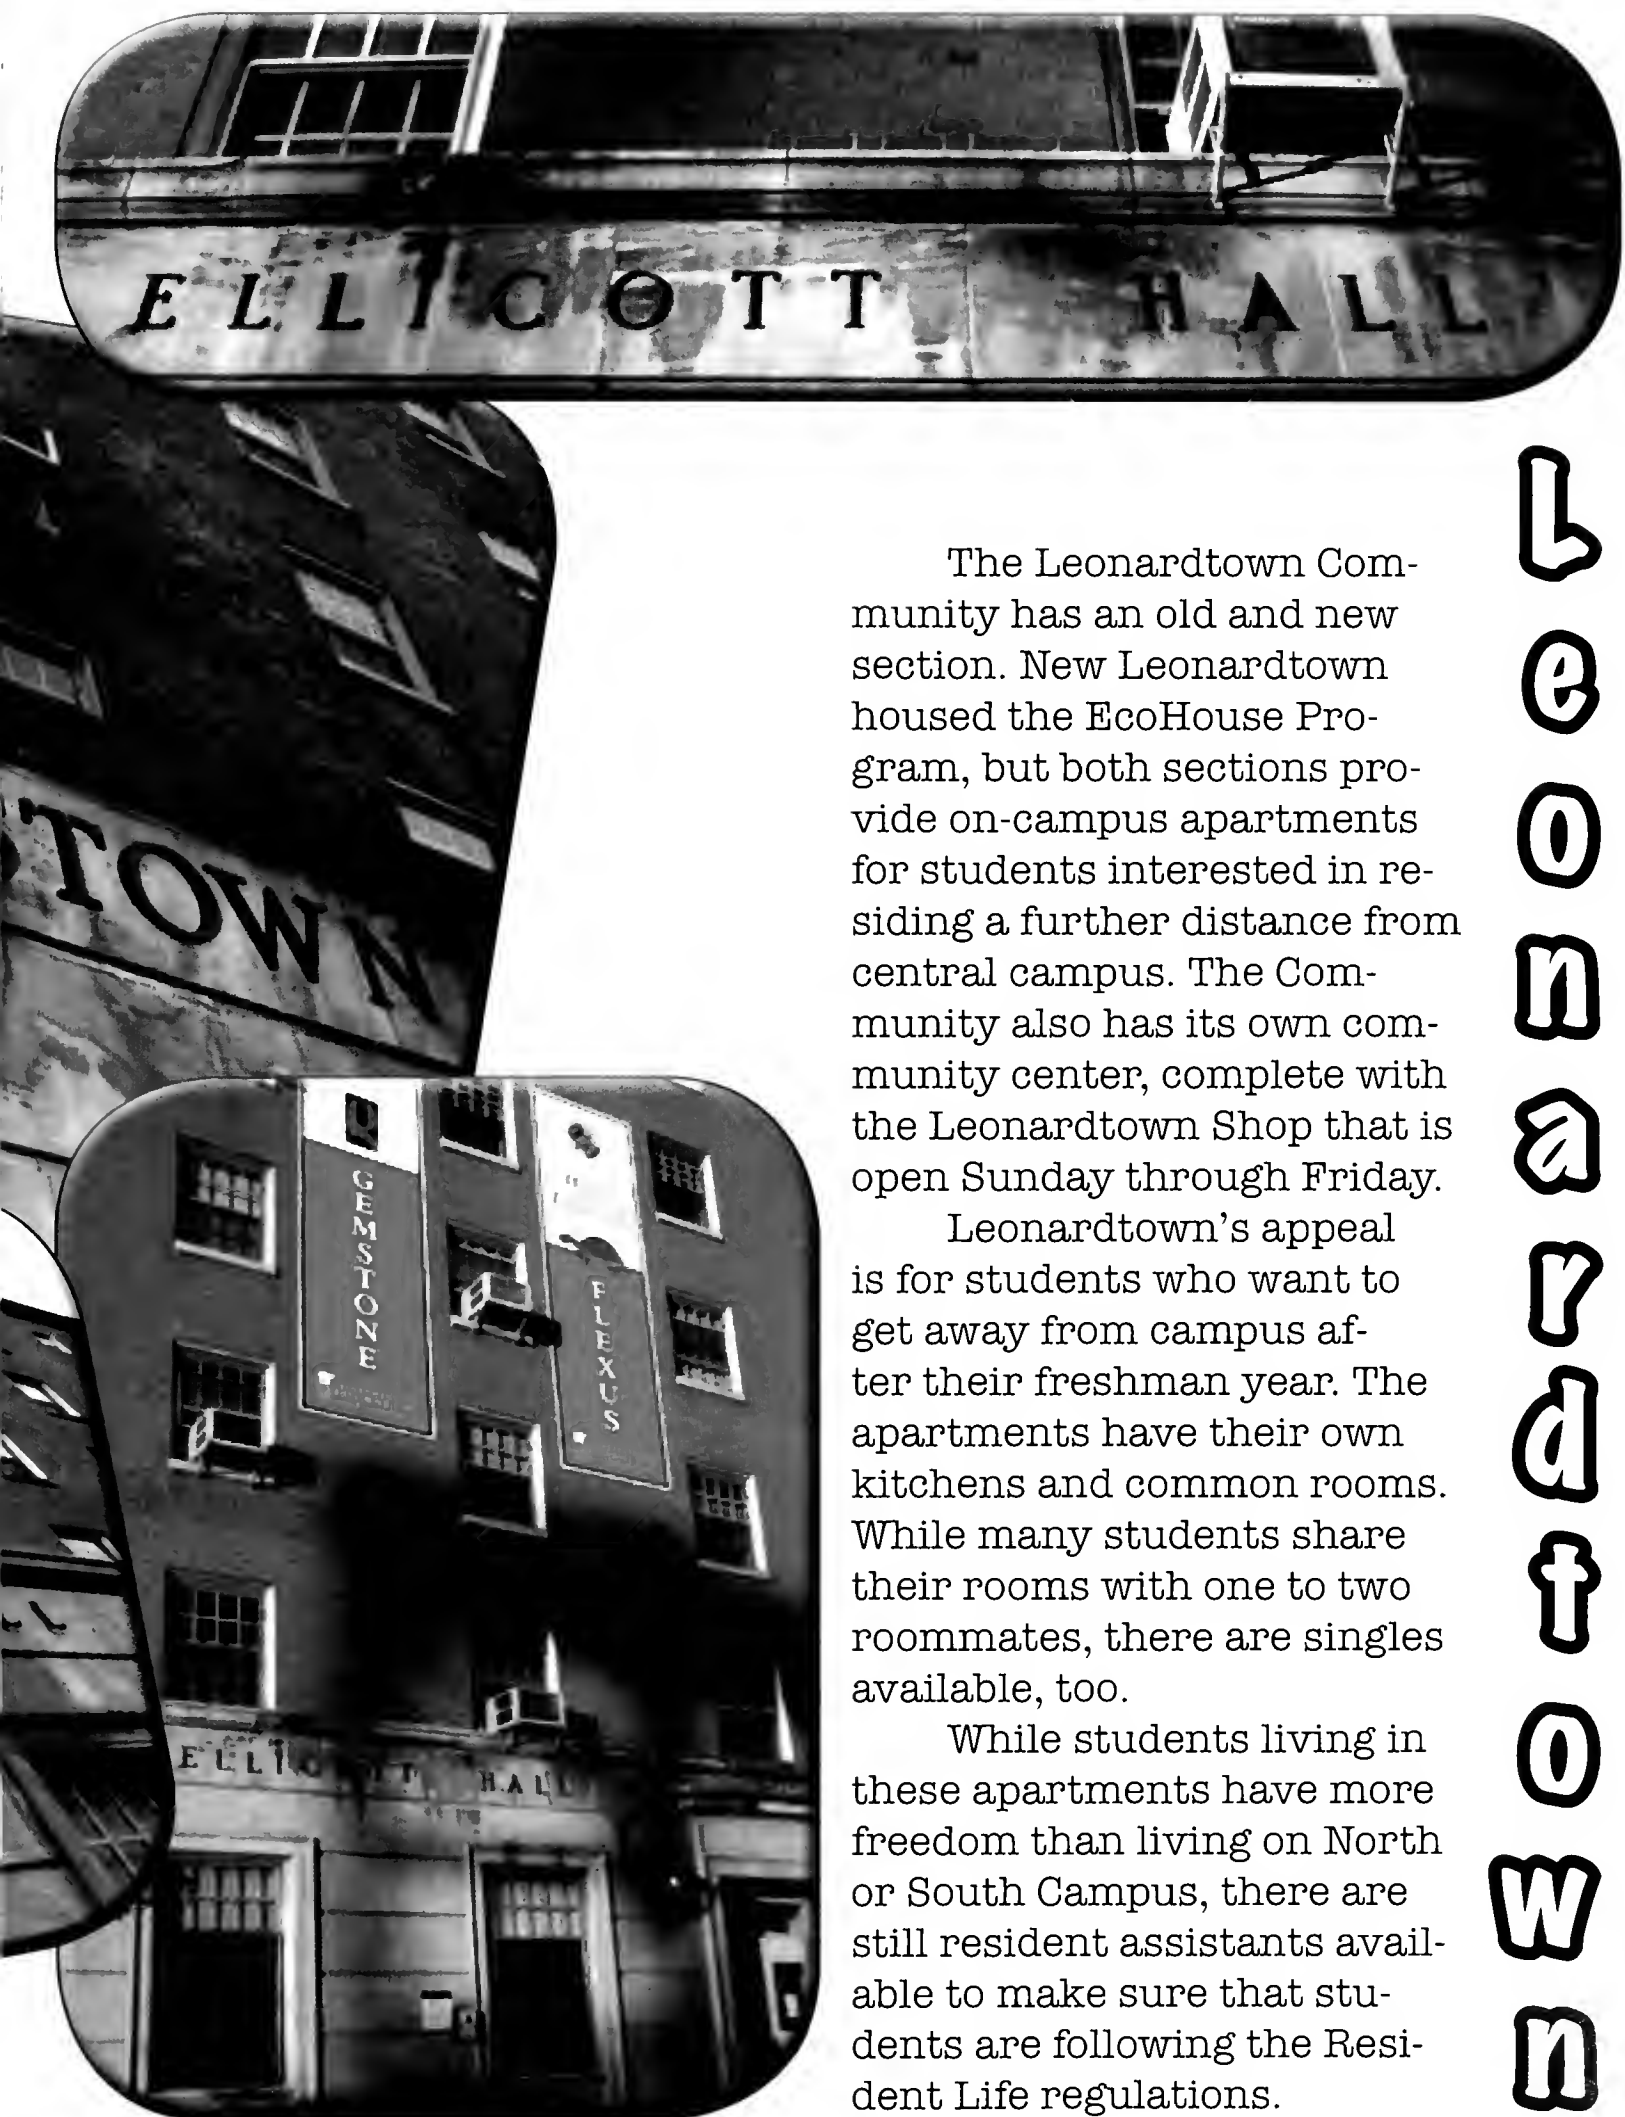 ELLICOTT HALL
TOWN
GEMSTONE
FLEXUS
ELLICOTT HALL
The Leonardtown Com-
munity has an old and new
section. New Leonardtown
housed the EcoHouse Pro-
gram, but both sections pro-
vide on-campus apartments
for students interested in re-
siding a further distance from
central campus. The Com-
munity also has its own com-
munity center, complete with
the Leonardtown Shop that is
open Sunday through Friday.
Leonardtown's appeal
is for students who want to
get away from campus af-
ter their freshman year. The
apartments have their own
kitchens and common rooms.
While many students share
their rooms with one to two
roommates, there are singles
available, too.
While students living in
these apartments have more
freedom than living on North
or South Campus, there are
still resident assistants avail-
able to make sure that stu-
dents are following the Resi-
dent Life regulations.
Leonardtown